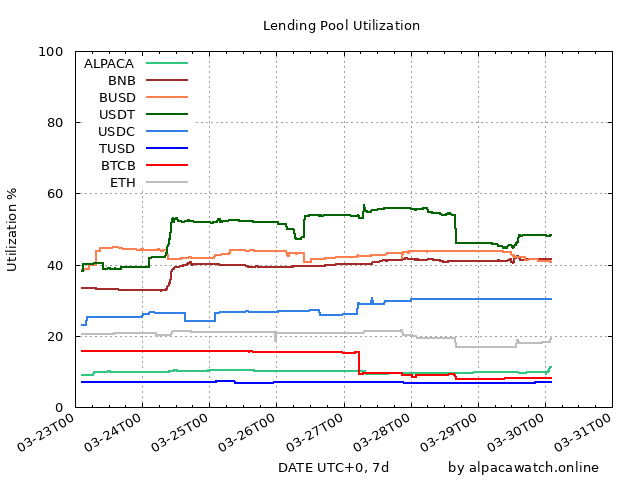 Lending Pool Utilization
100
80
60
40
20
0
Utilization %
ALPACA
BNB
BUSD
USDT
USDC
TUSD
BTCB
ETH
03-23T00
03-24T00
03-25T00
03-26T00
03-27T00
03-28T00
03-29T00
03-30T00
03-31T00
DATE UTC+0, 7d
by alpacawatch.online